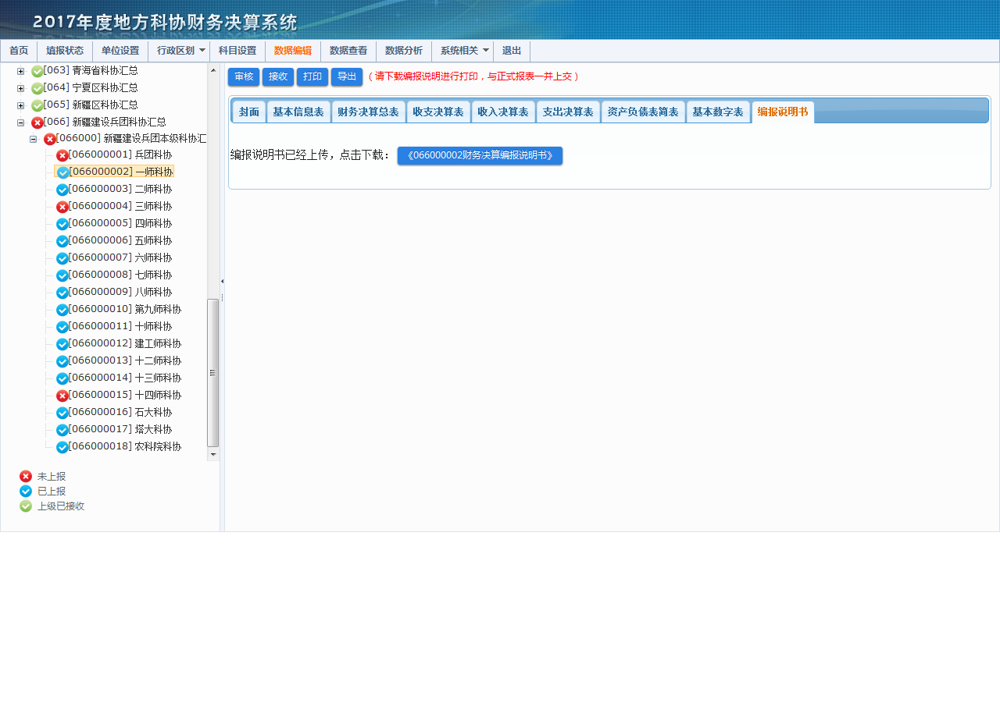 2017年度地方科协财务决算系统
首页 填报状态 单位设置 行政区划 科目设置 数据编辑 数据查看 数据分析 系统相关 退出
[063] 青海省科协汇总
[064] 宁夏区科协汇总
[065] 新疆区科协汇总
[066] 新疆建设兵团科协汇总
[066000] 新疆建设兵团本级科协汇
[066000001] 兵团科协
[066000002] 一师科协
[066000003] 二师科协
[066000004] 三师科协
[066000005] 四师科协
[066000006] 五师科协
[066000007] 六师科协
[066000008] 七师科协
[066000009] 八师科协
[066000010] 第九师科协
[066000011] 十师科协
[066000012] 建工师科协
[066000013] 十二师科协
[066000014] 十三师科协
[066000015] 十四师科协
[066000016] 石大科协
[066000017] 塔大科协
[066000018] 农科院科协
未上报
已上报
上级已接收
审核 接收 打印 导出 （请下载编报说明进行打印，与正式报表一并上交）
封面 基本信息表 财务决算总表 收支决算表 收入决算表 支出决算表 资产负债表简表 基本数字表 编报说明书
编报说明书已经上传，点击下载： 《066000002财务决算编报说明书》